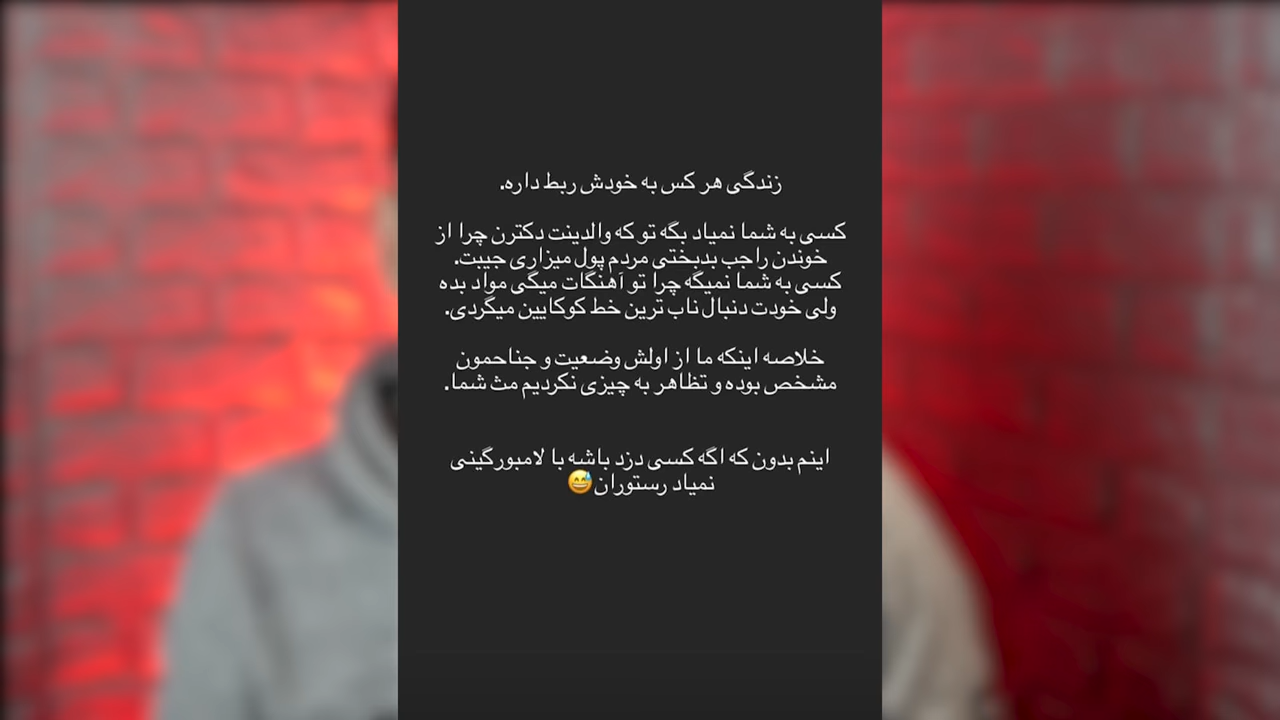 زندگی هر کس به خودش ربط داره.
کسی به شما نمیاد بگه تو که والدینت دکترن چرا از
خوندن راجب بدبختی مردم پول میزاری جیبت.
کسی به شما نمیگه چرا تو آهنگات میگی مواد بده
ولی خودت دنبال ناب ترین خط کوکایین میگردی.
خلاصه اینکه ما از اولش وضعیت و جناحمون
مشخص بوده و تظاهر به چیزی نکردیم مث شما.
اینم بدون که اگه کسی دزد باشه با لامبورگینی
نمیاد رستوران😅